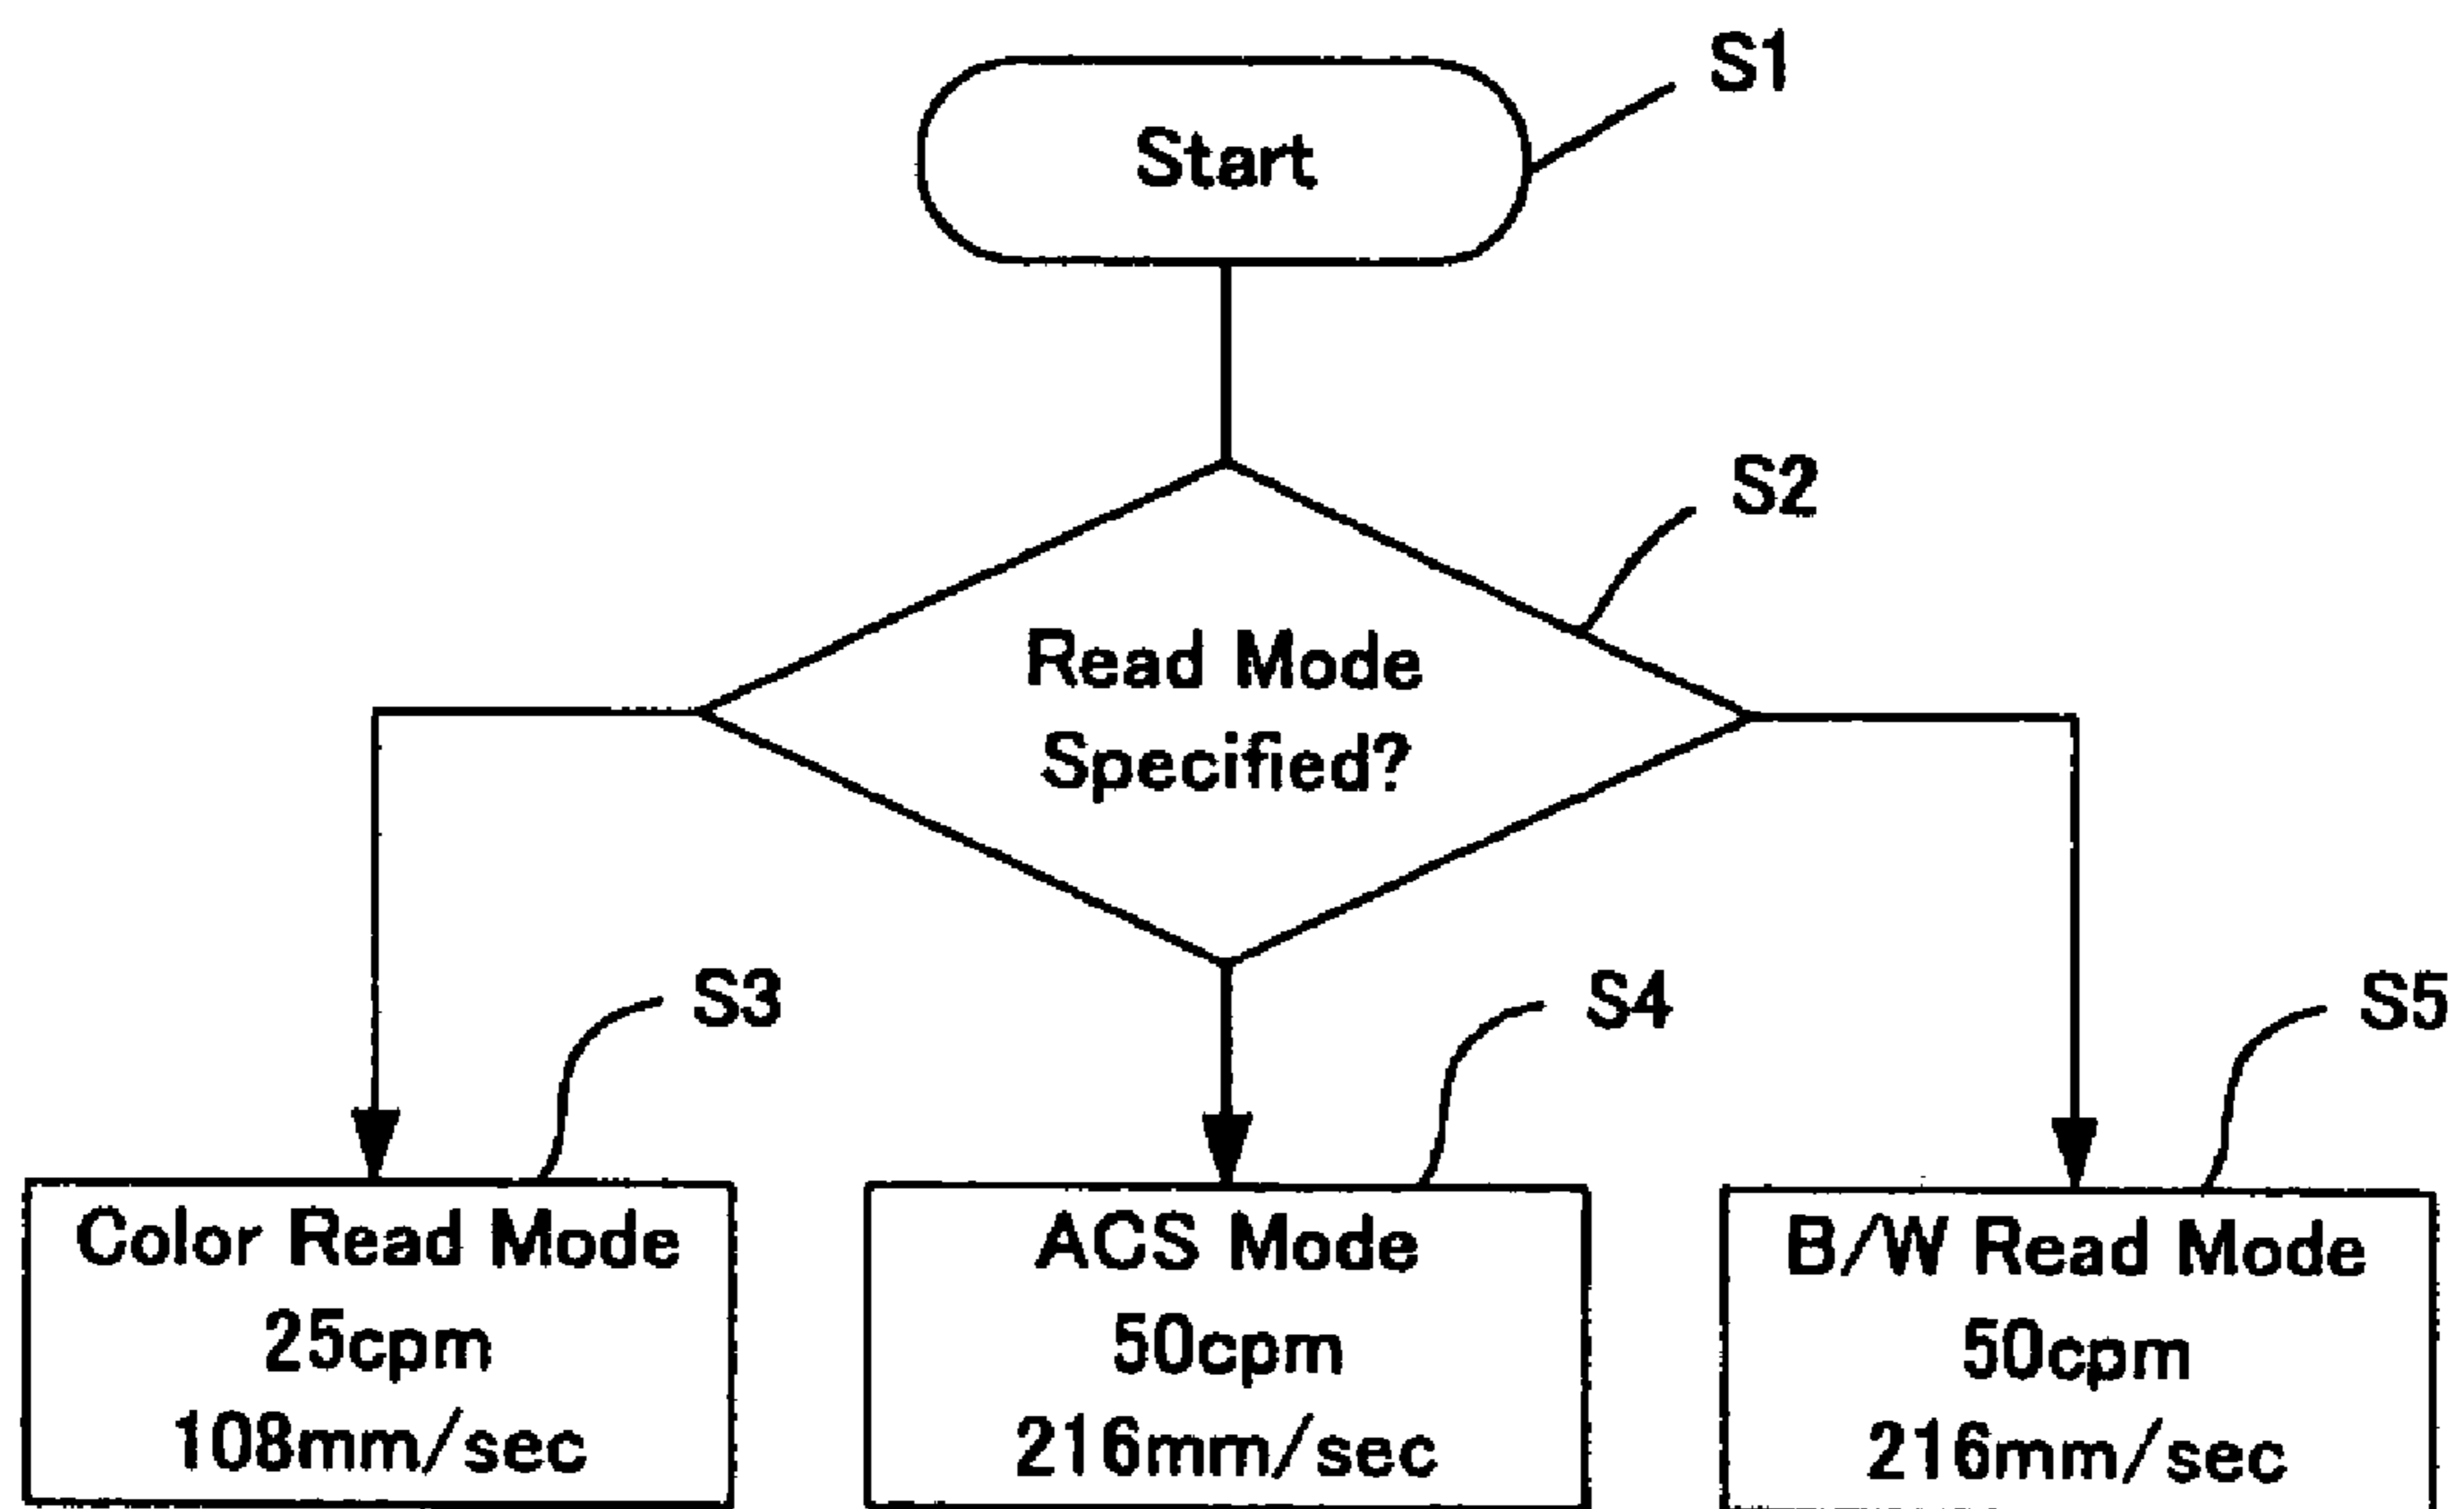 S1
Start
S2
Read Mode
Specified?
S3
S4
S5
Color Read Mode
25cpm
108mm/sec
ACS Mode
50cpm
216mm/sec
B/W Read Mode
50cpm
216mm/sec